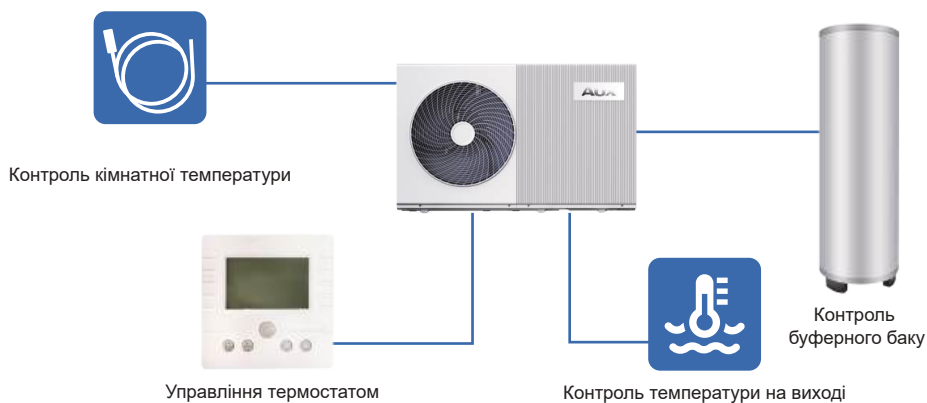 AUX
Контроль кімнатної температури
Контроль
буферного баку
Управління термостатом
Контроль температури на виході